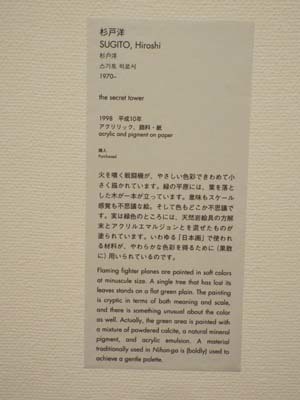 杉戸洋
SUGITO, Hiroshi
杉戸洋
스기토 히로시
1970–
the secret tower
1998 平成10年
アクリリック、顔料・紙
acrylic and pigment on paper
購入
Purchased
火を噴く戦闘機が、やさしい色彩できわめて小
さく描かれています。緑の平原には、葉を落とし
た木が一本が立っています。意味もスケール
感覚も不思議な絵。そして色もどこか不思議で
す。実は緑色のところには、天然岩絵具の方解
末とアクリルエマルジョンとを混ぜたものが
塗られています。いわゆる「日本画」で使われ
る材料が、やわらかな色彩を得るために（果敢
に）用いられているのです。
Flaming fighter planes are painted in soft colors
at minuscule size. A single tree that has lost its
leaves stands on a flat green plain. The painting
is cryptic in terms of both meaning and scale,
and there is something unusual about the color
as well. Actually, the green area is painted with
a mixture of powdered calcite, a natural mineral
pigment, and acrylic emulsion. A material
traditionally used in Nihon-ga is (boldly) used to
achieve a gentle palette.